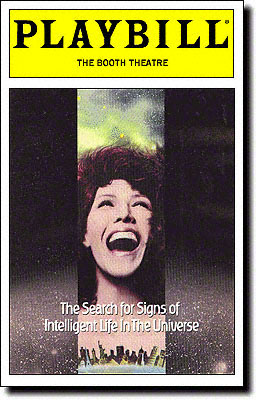 PLAYBILL®
THE BOOTH THEATRE
The Search for Signs of
Intelligent Life In The Universe